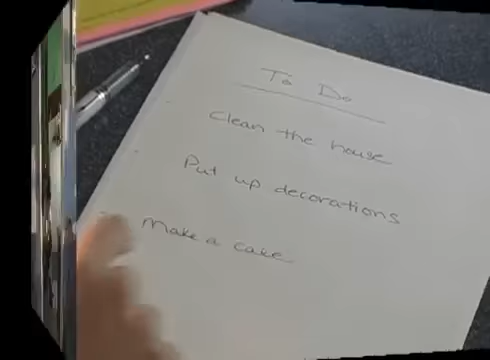 To Do
Clean the house
Put up decorations
Make a cake